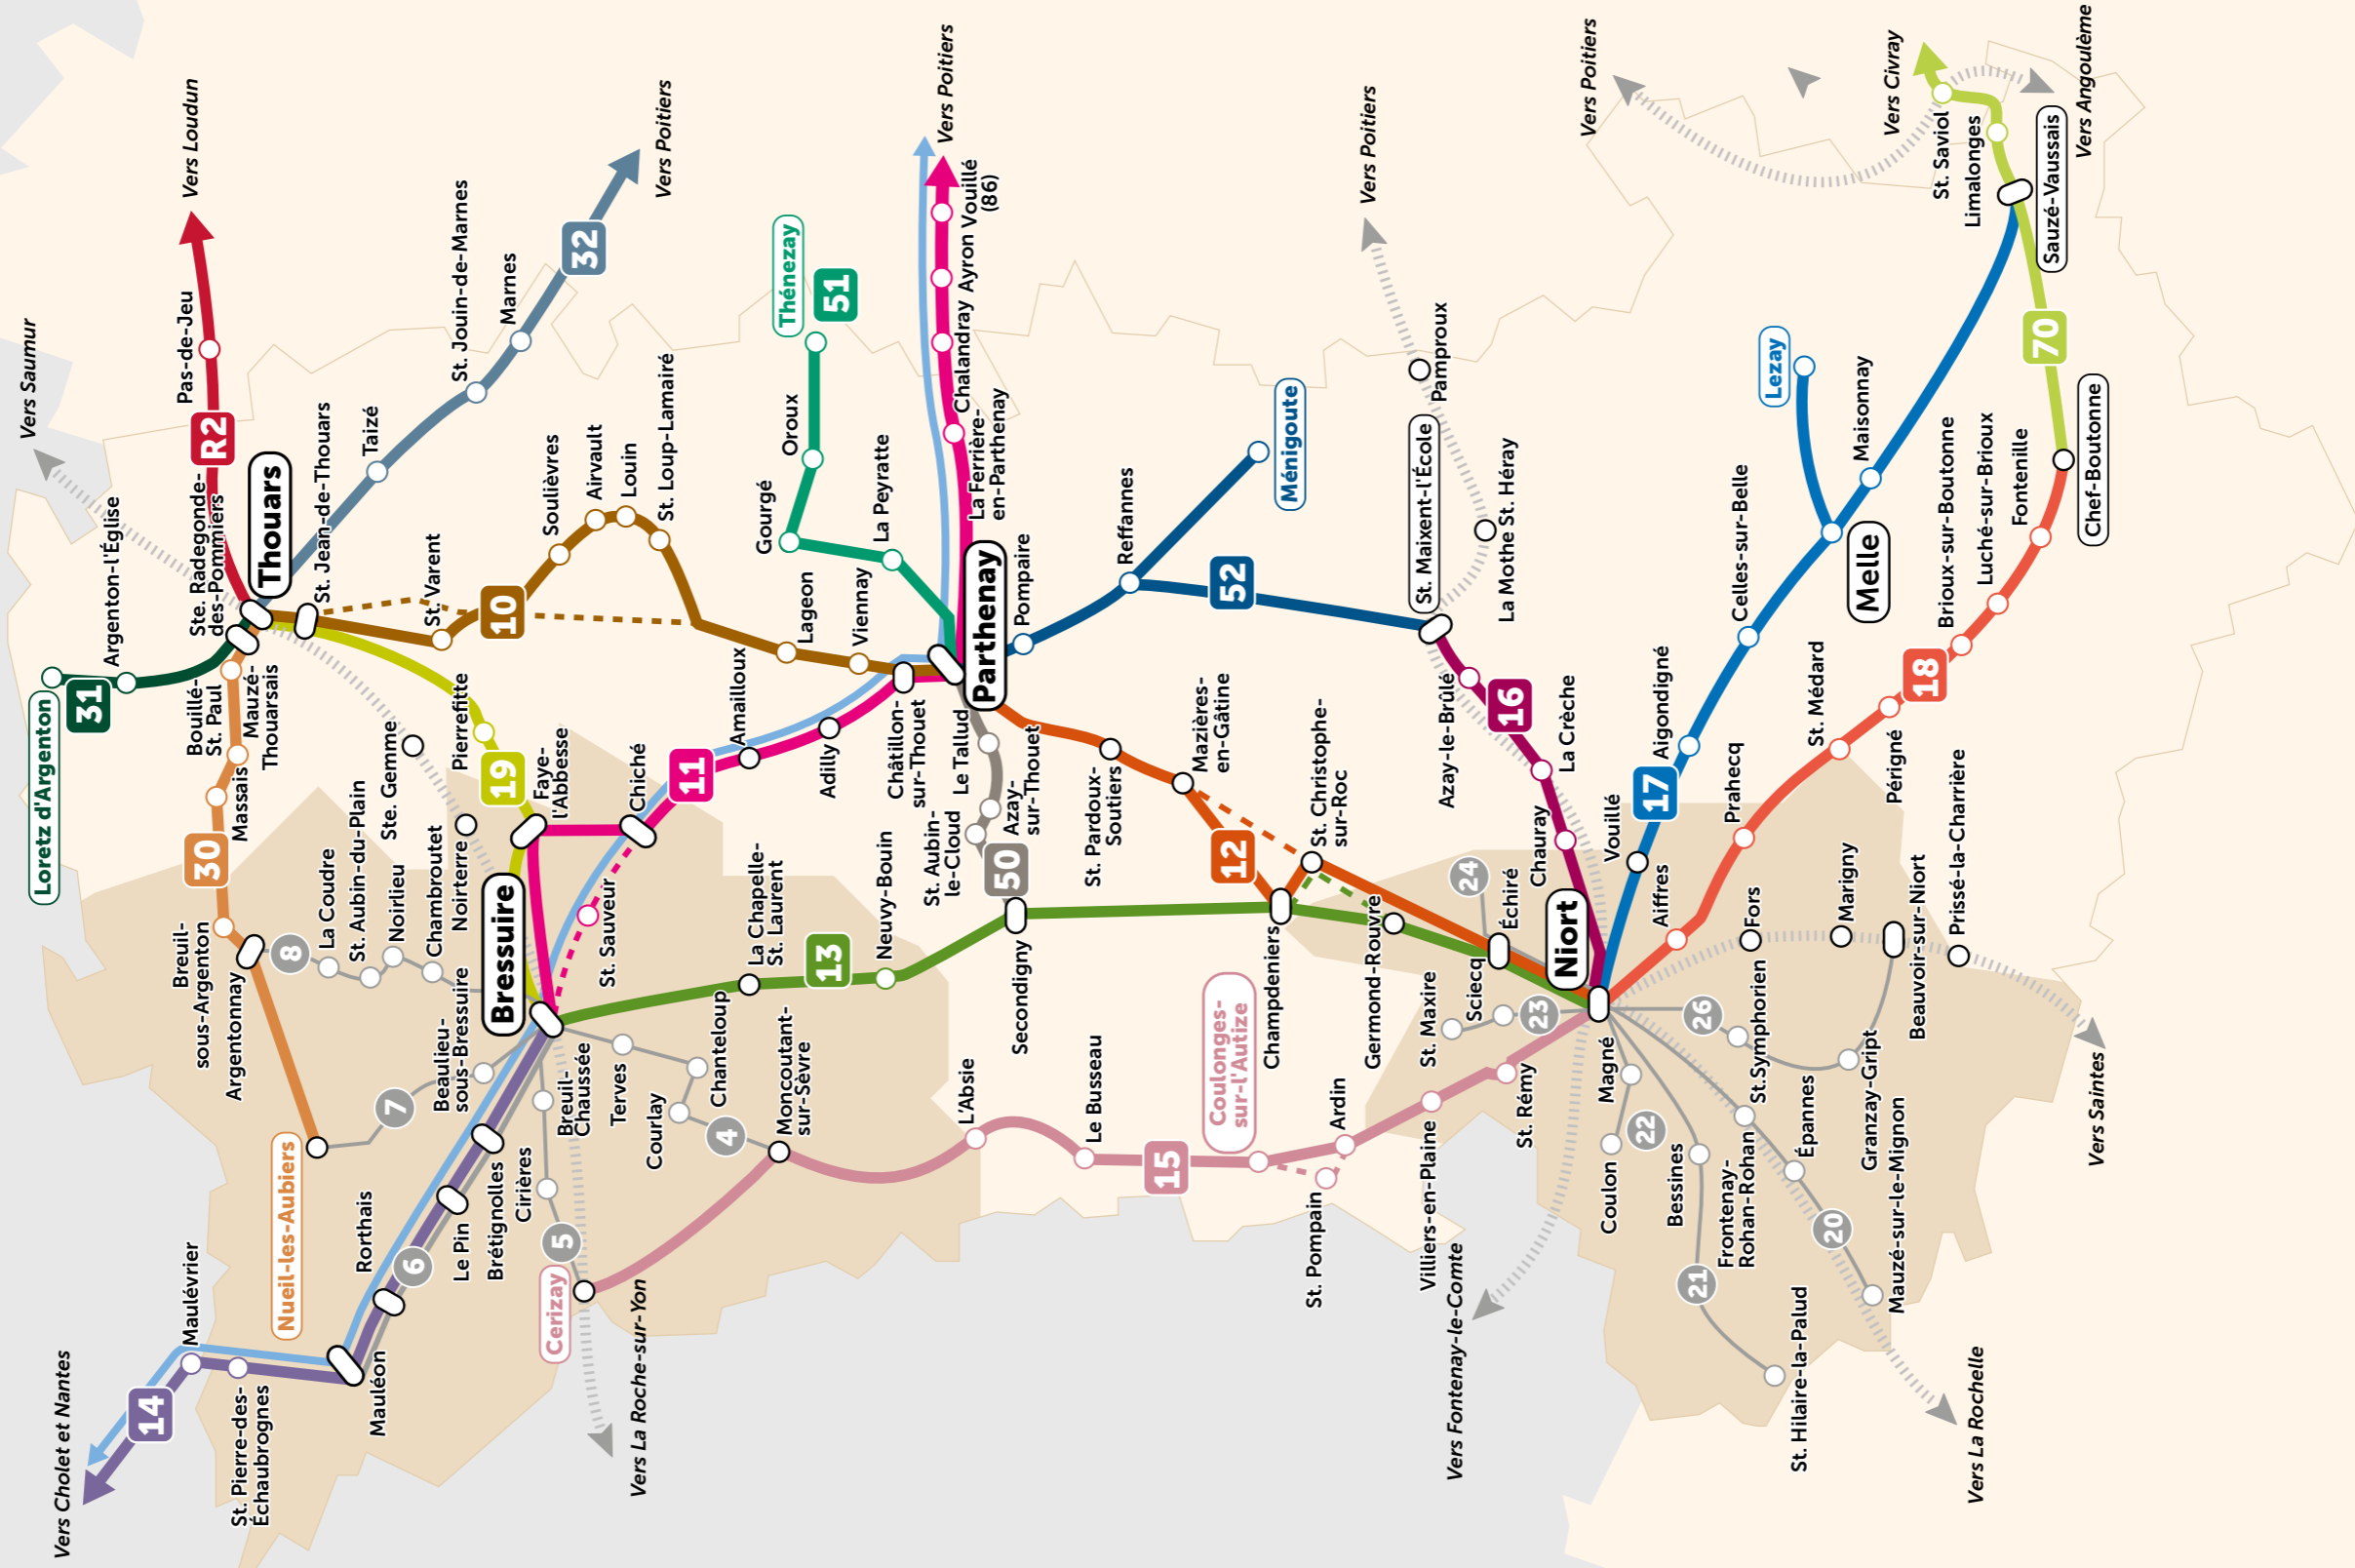 Vers Cholet et Nantes
14
Maulévrier
St. Pierre-des-
Échaubrognes
Mauléon
Rorthais
6
Le Pin
Brétignolles
Nueil-les-Aubiers
7
Beaulieu-
sous-Bressuire
Cirières
5
Cerizay
Breuil-
Chaussée
Terves
Courlay
Chanteloup
4
Moncoutant-
sur-Sèvre
Vers La Roche-sur-Yon
Loretz d'Argenton
31
Argenton-l'Église
Vers Saumur
Bouillé-
St. Paul
Mauzé-
Thouarsais
Massais
30
Breuil-
sous-Argenton
Argentonnay
8
La Coudre
St. Aubin-du-Plain
Noirlieu
Chambroutet
Noirterre
Ste. Gemme
Ste. Radegonde-
des-Pommiers
Thouars
R2
Pas-de-Jeu
Vers Loudun
St. Jean-de-Thouars
Taizé
St. Jouin-de-Marnes
Marnes
32
Vers Poitiers
St. Varent
10
Soulièvres
Airvault
Louin
St. Loup-Lamairé
Lageon
Viennay
Pierrefitte
19
Faye-
l'Abbesse
Bressuire
Chiché
St. Sauveur
11
Amailloux
Adilly
Châtillon-
sur-Thouet
Parthenay
Thénezay
51
Oroux
Gourgé
La Peyratte
La Ferrière-
en-Parthenay
Chalandray
Ayron
Vouillé
(86)
Vers Poitiers
La Chapelle-
St. Laurent
13
Neuvy-Bouin
Secondigny
50
St. Aubin-
le-Cloud
Azay-
sur-Thouet
Le Tallud
Pompaire
Reffannes
Ménigoute
52
St. Maixent-l'École
Pamproux
La Mothe St. Héray
Vers Poitiers
St. Pardoux-
Soutiers
Mazières-
en-Gâtine
12
St. Christophe-
sur-Roc
Champdeniers
Germond-Rouvre
Échiré
24
L'Absie
Le Busseau
15
Coulonges-
sur-l'Autize
St. Pompain
Ardin
Villiers-en-Plaine
St. Rémy
Vers Fontenay-le-Comte
St. Maxire
Sciecq
23
Niort
Azay-le-Brûlé
16
La Crèche
Chauray
Vouillé
17
Aigondigné
Celles-sur-Belle
Melle
Lezay
Maisonnay
Sauzé-Vaussais
Limalonges
St. Saviol
Vers Civray
Vers Poitiers
Vers Angoulème
70
Chef-Boutonne
Fontenille
Luché-sur-Brioux
Brioux-sur-Boutonne
18
Périgné
St. Médard
Prahecq
Aiffres
Fors
Marigny
Beauvoir-sur-Niort
Prissé-la-Charrière
Vers Saintes
26
St.Symphorien
Granzay-Gript
Magné
22
Coulon
Bessines
21
St. Hilaire-la-Palud
Frontenay-
Rohan-Rohan
Épannes
20
Mauzé-sur-le-Mignon
Vers La Rochelle